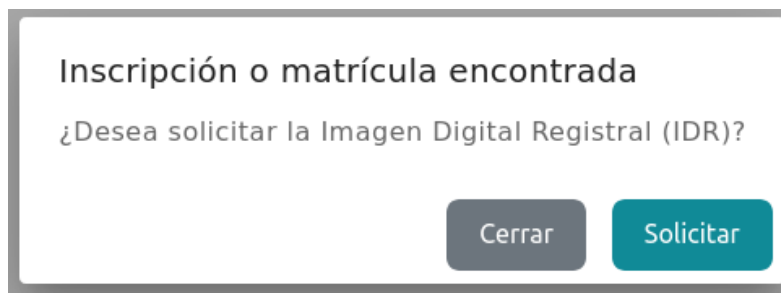 Inscripción o matrícula encontrada
¿Desea solicitar la Imagen Digital Registral (IDR)?
Cerrar
Solicitar